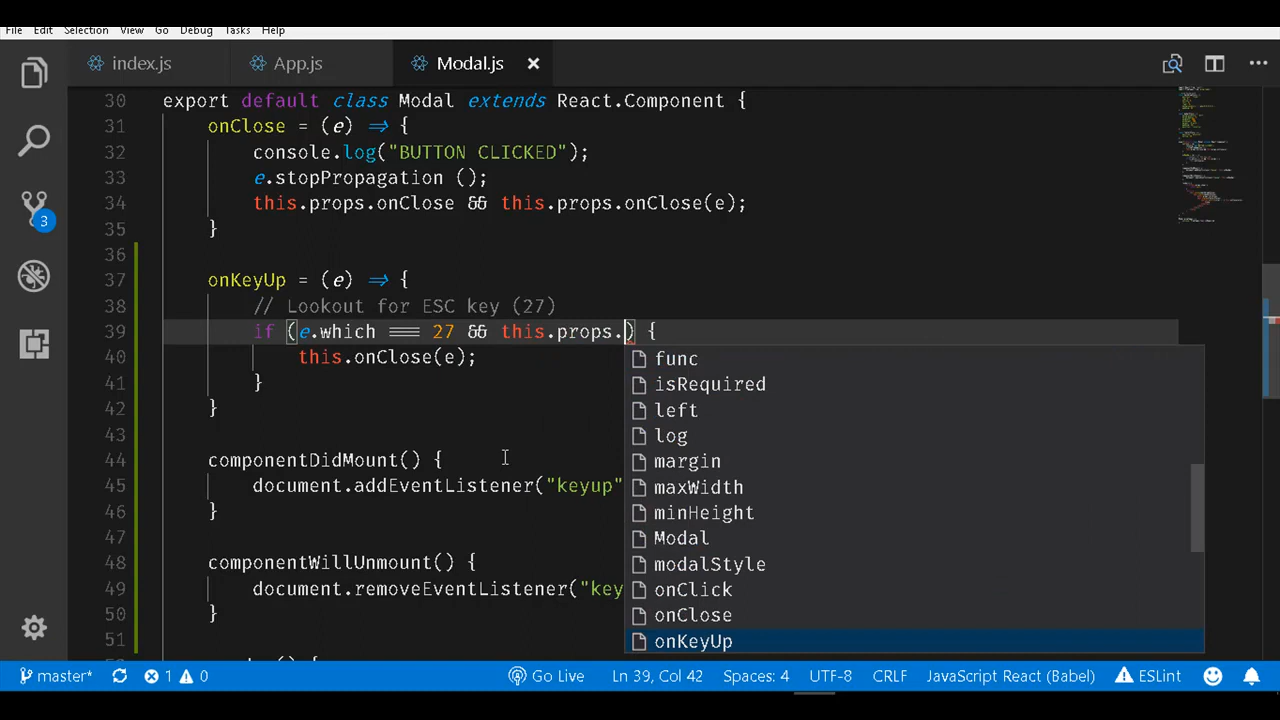 File Edit Selection View Go Debug Tasks Help
index.js App.js Modal.js
30 export default class Modal extends React.Component {
31 onClose = (e) => {
32 console.log("BUTTON CLICKED");
33 e.stopPropagation ();
34 this.props.onClose && this.props.onClose(e);
35 }
36
37 onKeyUp = (e) => {
38 // Lookout for ESC key (27)
39 if (e.which === 27 && this.props.) {
40 this.onClose(e);
41 }
42 }
43
44 componentDidMount() {
45 document.addEventListener("keyup"
46 }
47
48 componentWillUnmount() {
49 document.removeEventListener("key
50 }
51
func
isRequired
left
log
margin
maxWidth
minHeight
Modal
modalStyle
onClick
onClose
onKeyUp
3
master* 1 0 Go Live Ln 39, Col 42 Spaces: 4 UTF-8 CRLF JavaScript React (Babel) ESLint